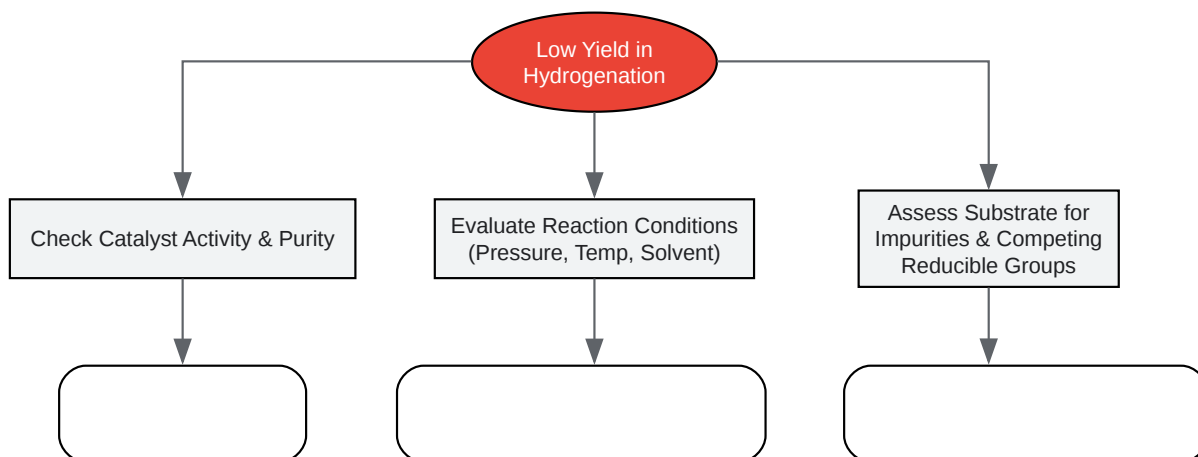 Low Yield in
Hydrogenation
Check Catalyst Activity & Purity
Evaluate Reaction Conditions
(Pressure, Temp, Solvent)
Assess Substrate for
Impurities & Competing
Reducible Groups